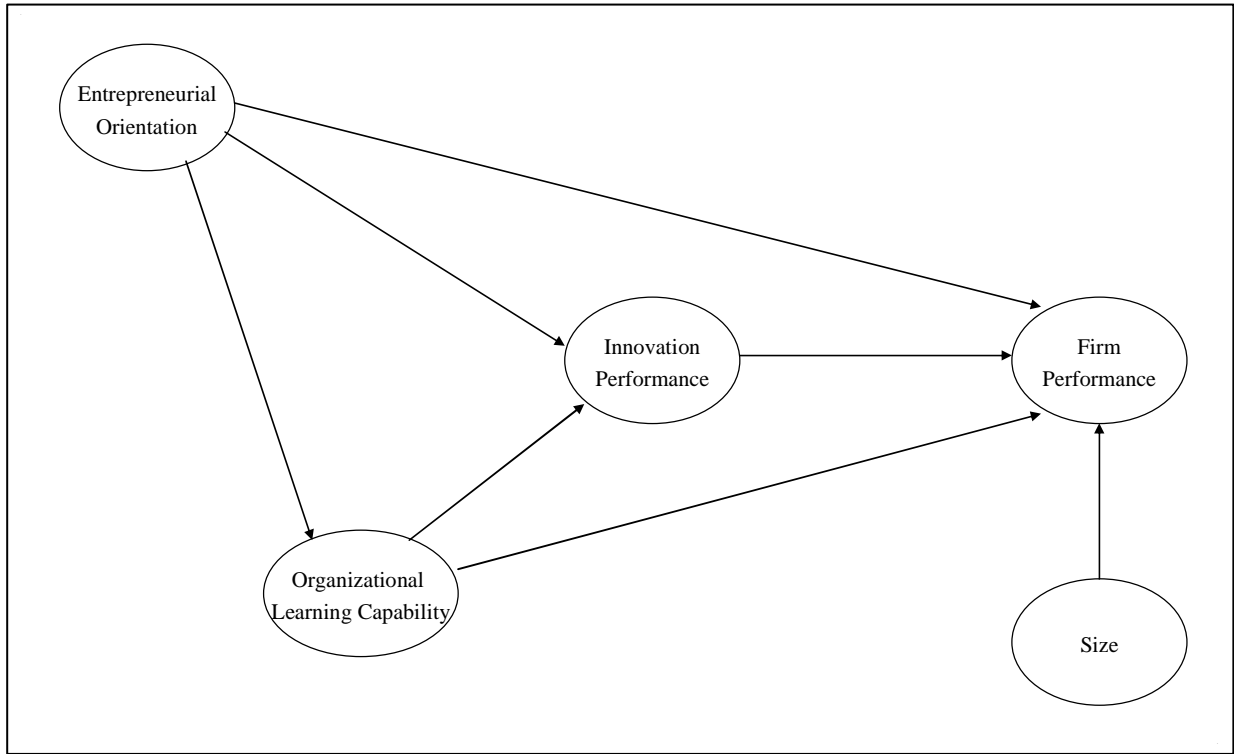 Entrepreneurial
Orientation
Innovation
Performance
Firm
Performance
Organizational
Learning Capability
Size